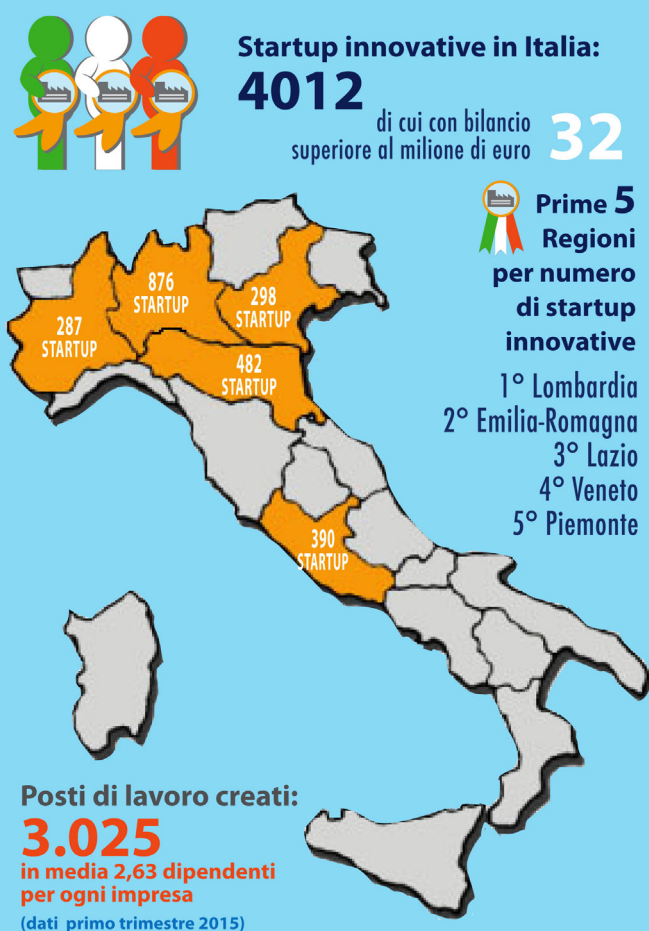 Startup innovative in Italia:
4012
di cui con bilancio
superiore al milione di euro
32
Prime 5
Regioni
per numero
di startup
innovative
1° Lombardia
2° Emilia-Romagna
3° Lazio
4° Veneto
5° Piemonte
876
STARTUP
298
STARTUP
287
STARTUP
482
STARTUP
390
STARTUP
Posti di lavoro creati:
3.025
in media 2,63 dipendenti
per ogni impresa
(dati primo trimestre 2015)